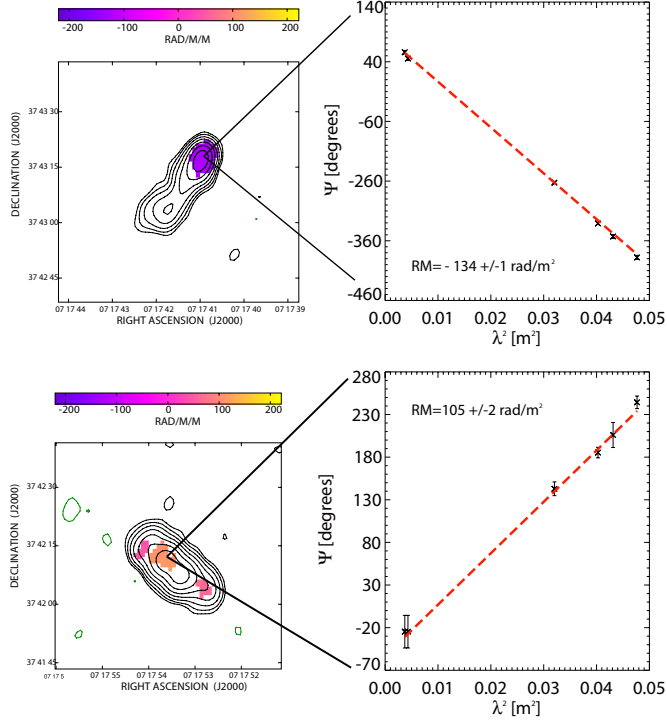 -200 -100 0 100 200
RAD/M/M
DECLINATION (J2000)
37 43 30
37 43 15
37 43 00
37 42 45
07 17 44 07 17 43 07 17 42 07 17 41 07 17 40 07 17 39
RIGHT ASCENSION (J2000)
Ψ [degrees]
140
40
-60
-160
-260
-360
-460
RM= - 134 +/-1 rad/m²
0.00 0.01 0.02 0.03 0.04 0.05
λ² [m²]
-200 -100 0 100 200
RAD/M/M
DECLINATION (J2000)
37 42 30
37 42 15
37 42 00
37 41 45
07 17 5 07 17 55 07 17 54 07 17 53 07 17 52
RIGHT ASCENSION (J2000)
Ψ [degrees]
280
230
180
130
80
30
-20
-70
RM=105 +/-2 rad/m²
0.00 0.01 0.02 0.03 0.04 0.05
λ² [m²]